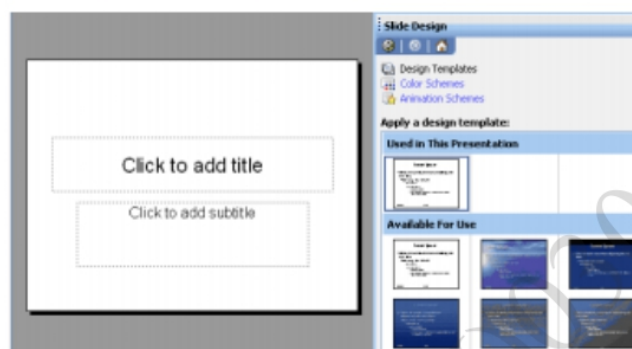 Slide Design
Design Templates
Color Schemes
Animation Schemes
Apply a design template:
Used in This Presentation
Available For Use
Click to add title
Click to add subtitle